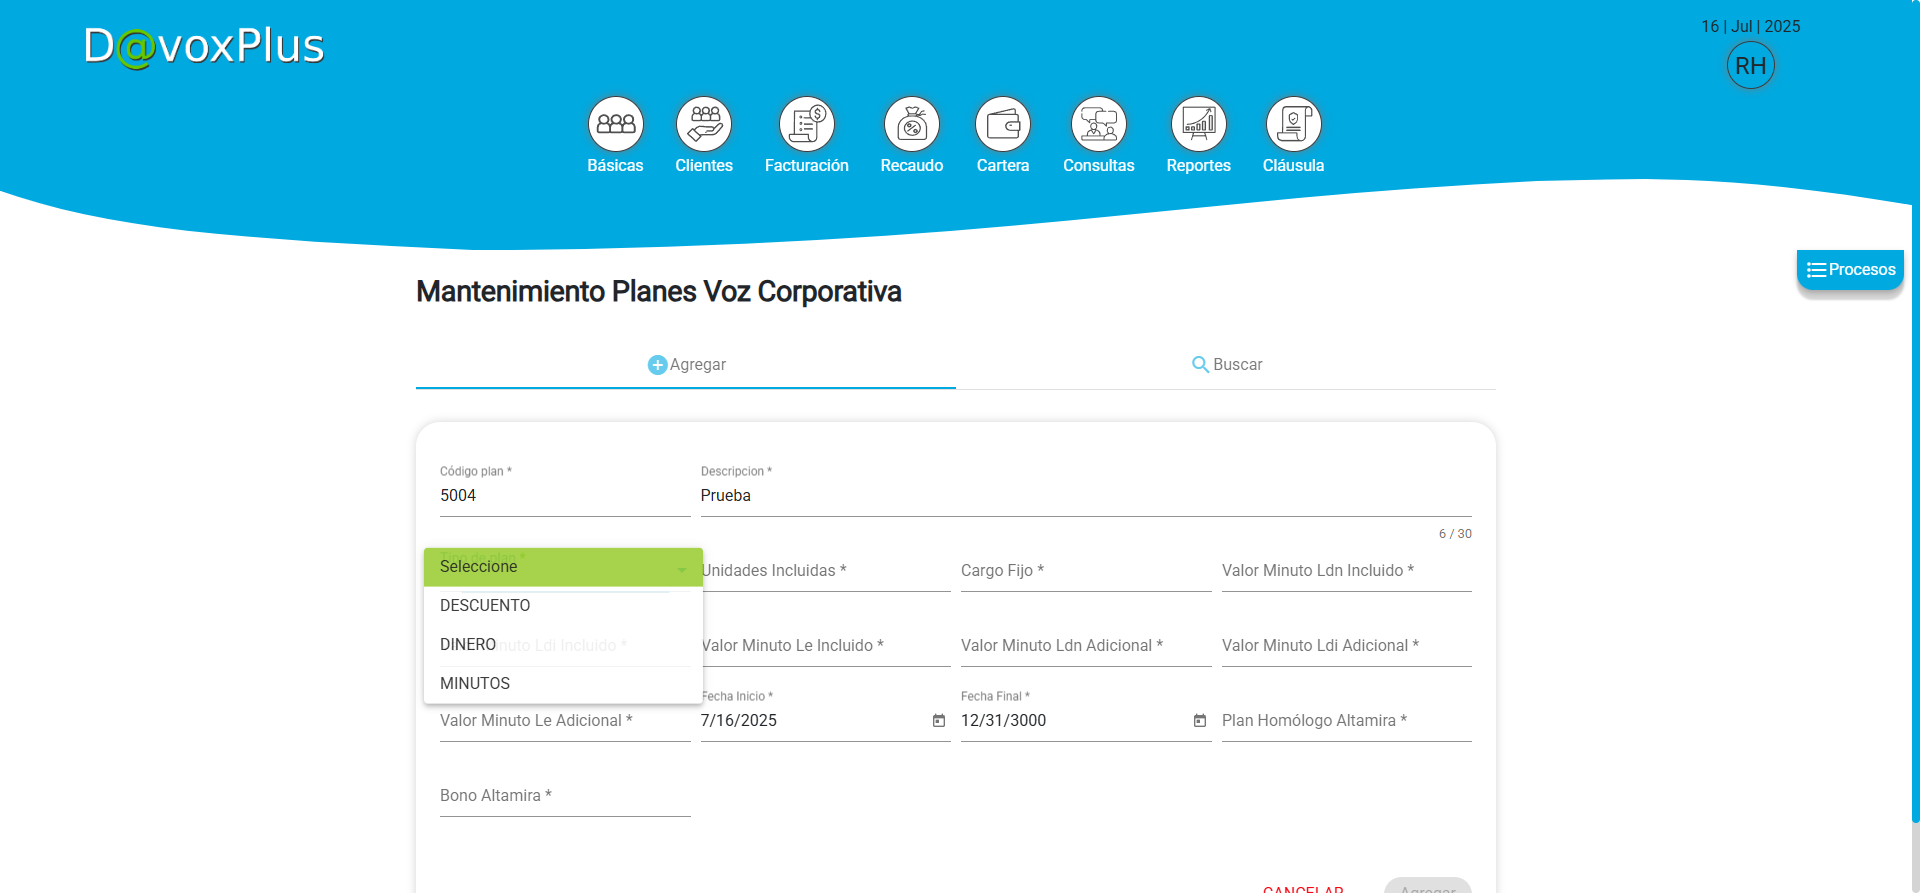 D@voxPlus
16 | Jul | 2025
RH
Básicas
Clientes
Facturación
Recaudo
Cartera
Consultas
Reportes
Cláusula
Procesos
Mantenimiento Planes Voz Corporativa
Agregar
Buscar
Código plan *
Descripcion *
5004
Prueba
6 / 30
Tipo de plan *
Seleccione
Unidades Incluidas *
Cargo Fijo *
Valor Minuto Ldn Incluido *
DESCUENTO
DINERO
nuto Ldi Incluido *
Valor Minuto Le Incluido *
Valor Minuto Ldn Adicional *
Valor Minuto Ldi Adicional *
MINUTOS
Valor Minuto Le Adicional *
Fecha Inicio *
7/16/2025
Fecha Final *
12/31/3000
Plan Homólogo Altamira *
Bono Altamira *
CANCELAR
Agregar